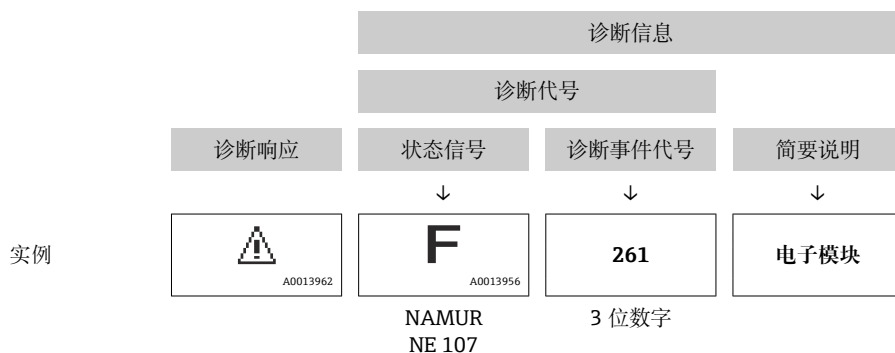 诊断信息
诊断代号
诊断响应 状态信号 诊断事件代号 简要说明
↓ ↓ ↓
实例 F 261 电子模块
A0013962 A0013956
NAMUR 3 位数字
NE 107